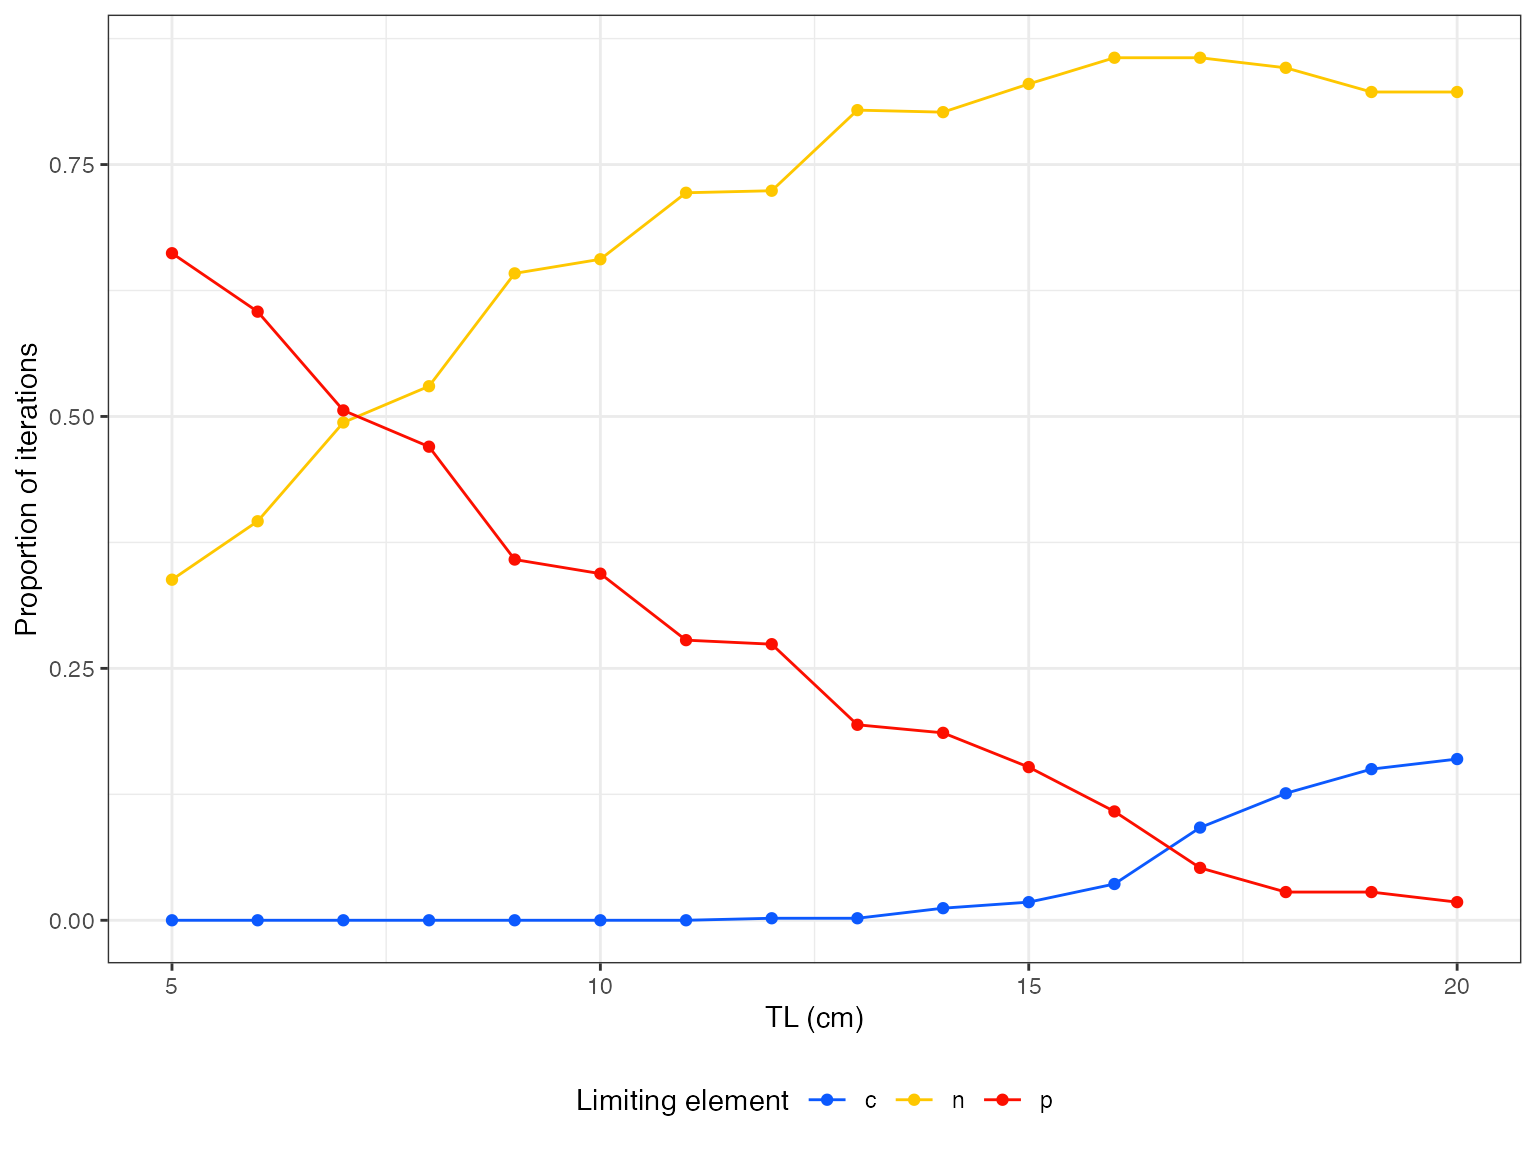 Proportion of iterations
0.75
0.50
0.25
0.00
5 10 15 20
TL (cm)
Limiting element c n p